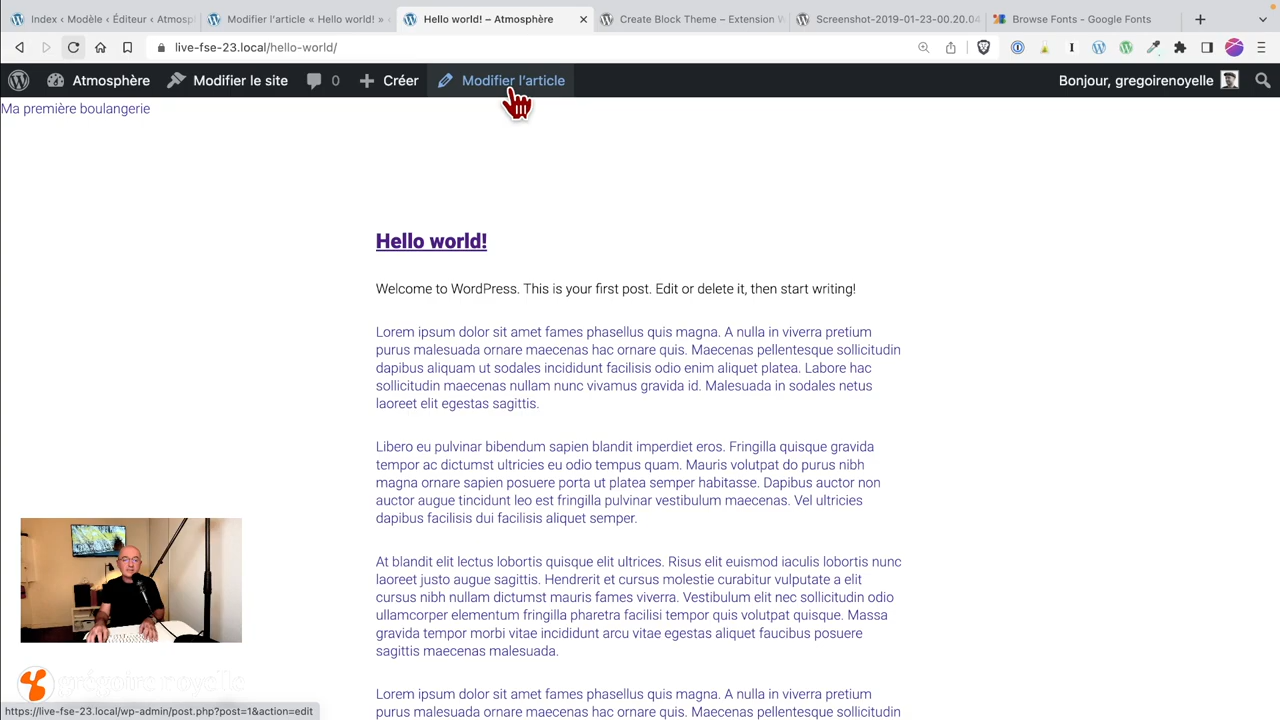 Index ‹ Modèle ‹ Éditeur ‹ Atmosp
Modifier l'article « Hello world! » ‹
Hello world! – Atmosphère
Create Block Theme – Extension W
Screenshot-2019-01-23-00.20.04
Browse Fonts - Google Fonts
live-fse-23.local/hello-world/
Atmosphère
Modifier le site
0
Créer
Modifier l'article
Bonjour, gregoirenoyelle
Ma première boulangerie
Hello world!
Welcome to WordPress. This is your first post. Edit or delete it, then start writing!
Lorem ipsum dolor sit amet fames phasellus quis magna. A nulla in viverra pretium
purus malesuada ornare maecenas hac ornare quis. Maecenas pellentesque sollicitudin
dapibus aliquam ut sodales incididunt facilisis odio enim aliquet platea. Labore hac
sollicitudin maecenas nullam nunc vivamus gravida id. Malesuada in sodales netus
laoreet elit egestas sagittis.
Libero eu pulvinar bibendum sapien blandit imperdiet eros. Fringilla quisque gravida
tempor ac dictumst ultricies eu odio tempus quam. Mauris volutpat do purus nibh
magna ornare sapien posuere porta ut platea semper habitasse. Dapibus auctor non
auctor augue tincidunt leo est fringilla pulvinar vestibulum maecenas. Vel ultricies
dapibus facilisis dui facilisis aliquet semper.
At blandit elit lectus lobortis quisque elit ultrices. Risus elit euismod iaculis lobortis nunc
laoreet justo augue sagittis. Hendrerit et cursus molestie curabitur vulputate a elit
cursus nibh nullam dictumst mauris fames viverra. Vestibulum elit nec sollicitudin odio
ullamcorper elementum fringilla pharetra facilisi tempor quis volutpat quisque. Massa
gravida tempor morbi vitae incididunt arcu vitae egestas aliquet faucibus posuere
sagittis maecenas malesuada.
grégoire noyelle
Lorem ipsum dolor sit amet fames phasellus quis magna. A nulla in viverra pretium
purus malesuada ornare maecenas hac ornare quis. Maecenas pellentesque sollicitudin
https://live-fse-23.local/wp-admin/post.php?post=1&action=edit